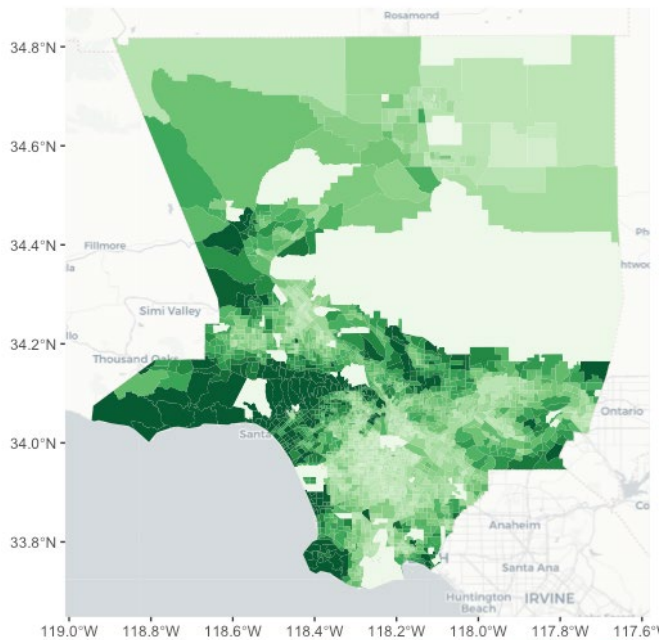 Rosamond
34.8°N
34.6°N
34.4°N
Fillmore
Simi Valley
34.2°N
Thousand Oaks
Ontario
34.0°N
Santa
Anaheim
33.8°N
Santa Ana
Huntington
Beach
IRVINE
119.0°W
118.8°W
118.6°W
118.4°W
118.2°W
118.0°W
117.8°W
117.6°W